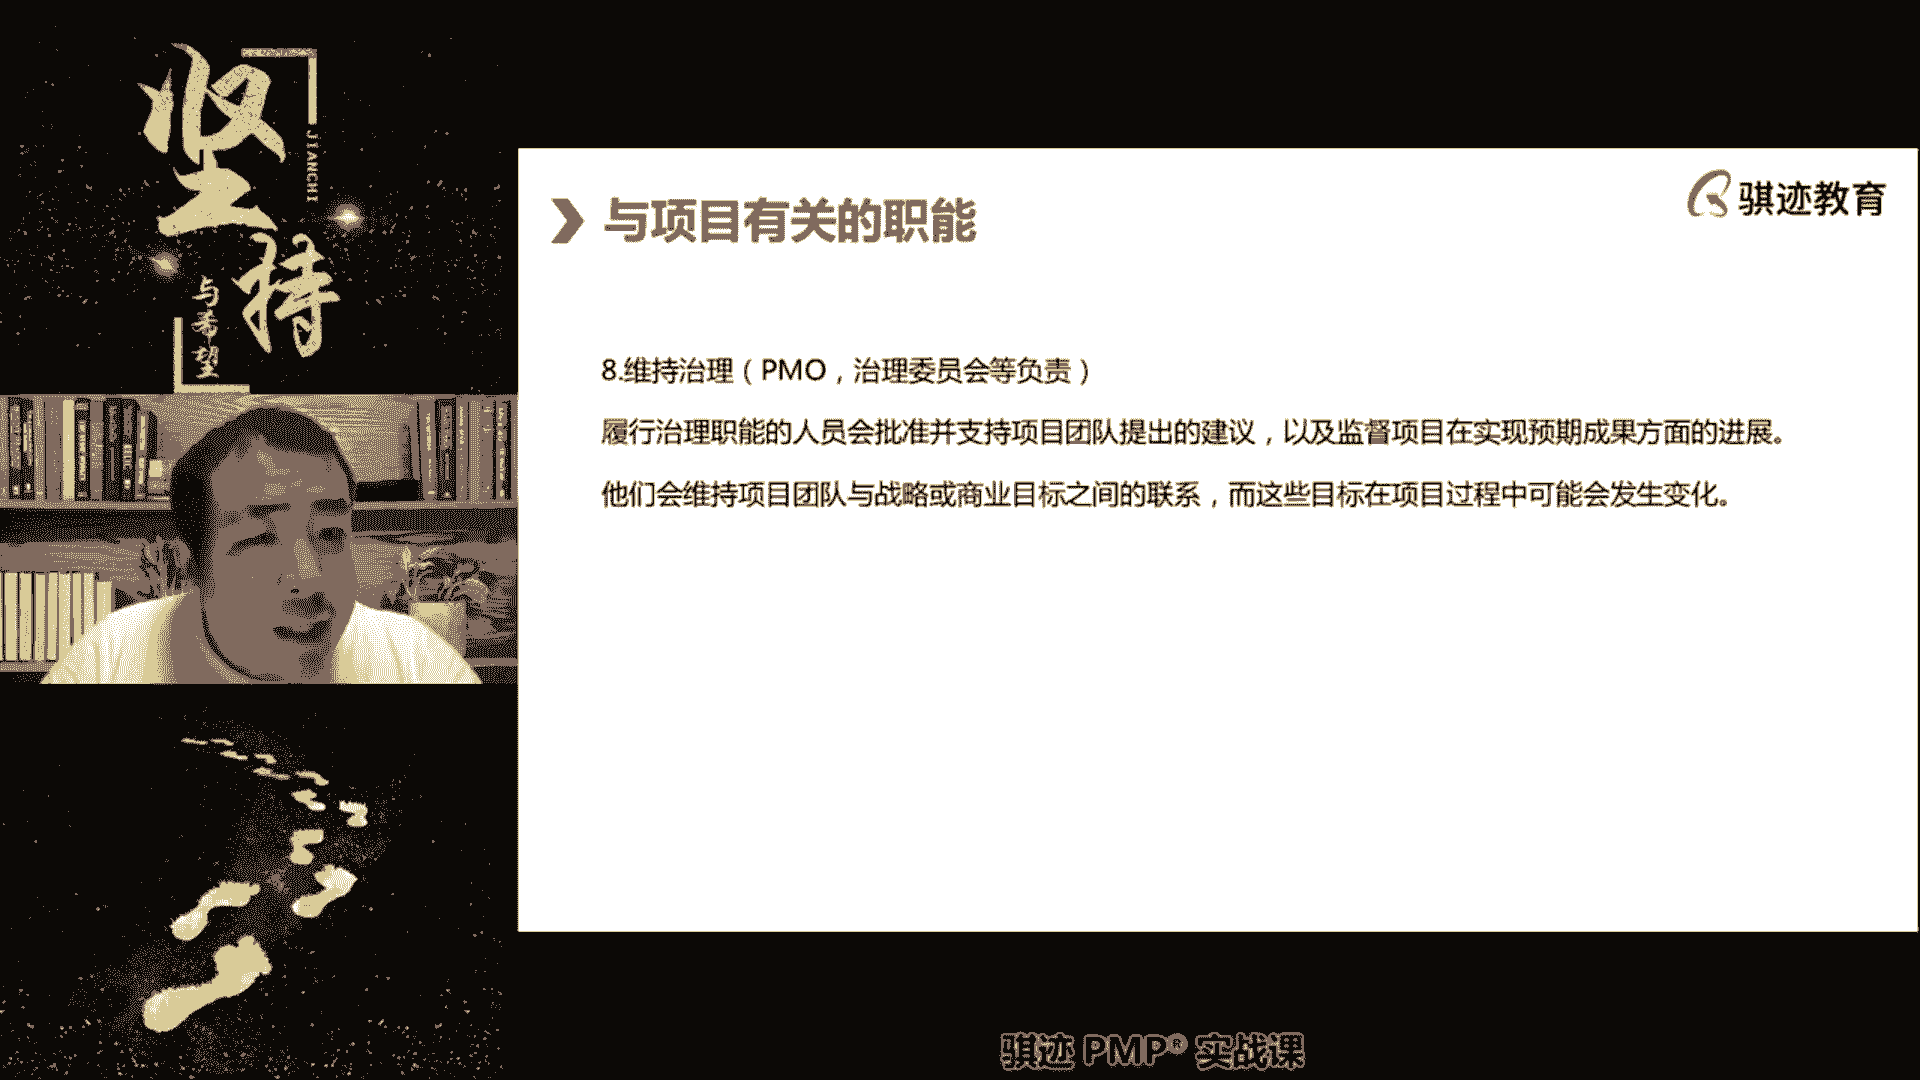 坚持
JIANCHI
与希望
骐迹教育
与项目有关的职能
8.维持治理（PMO，治理委员会等负责）
履行治理职能的人员会批准并支持项目团队提出的建议，以及监督项目在实现预期成果方面的进展。
他们会维持项目团队与战略或商业目标之间的联系，而这些目标在项目过程中可能会发生变化。
骐迹 PMP® 实战课